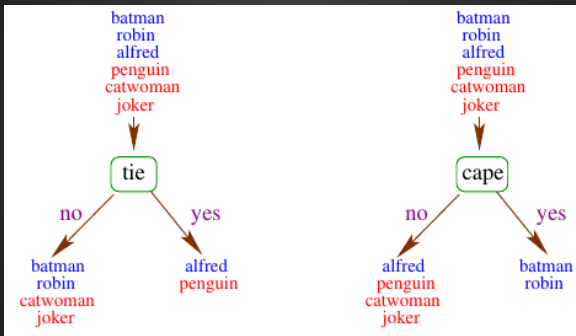 batman
robin
alfred
penguin
catwoman
joker
tie
no
yes
batman
robin
catwoman
joker
alfred
penguin
batman
robin
alfred
penguin
catwoman
joker
cape
no
yes
alfred
penguin
catwoman
joker
batman
robin